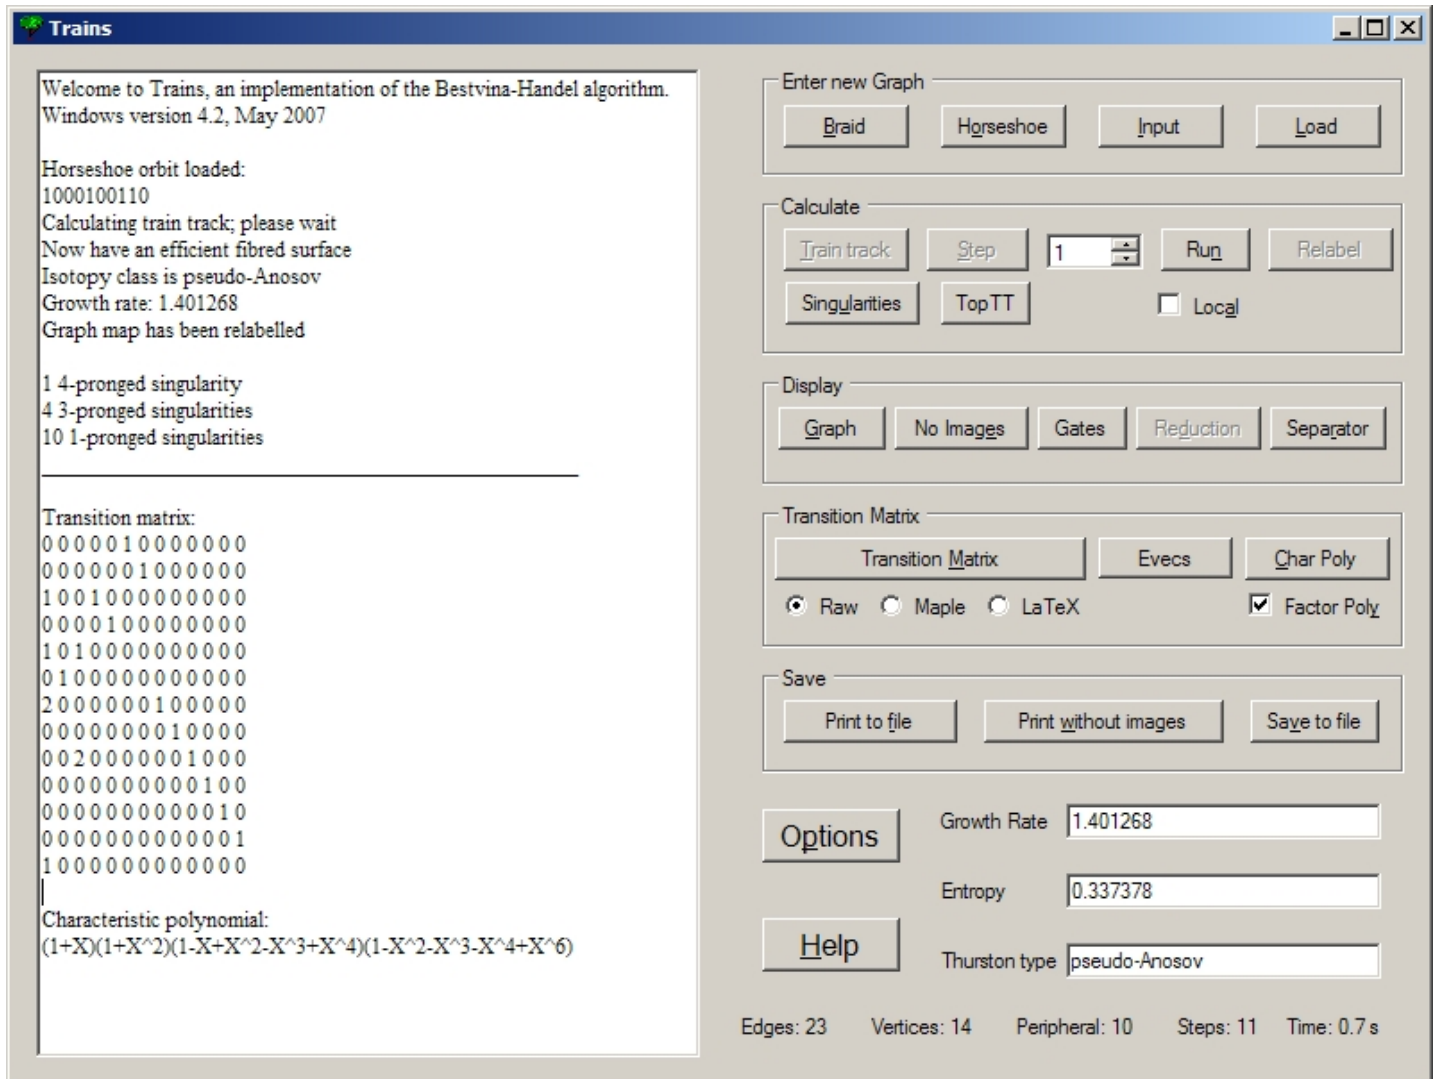 Trains
Welcome to Trains, an implementation of the Bestvina-Handel algorithm.
Windows version 4.2, May 2007
Horseshoe orbit loaded:
1000100110
Calculating train track; please wait
Now have an efficient fibred surface
Isotopy class is pseudo-Anosov
Growth rate: 1.401268
Graph map has been relabelled
1 4-pronged singularity
4 3-pronged singularities
10 1-pronged singularities
Transition matrix:
0 0 0 0 0 1 0 0 0 0 0 0 0
0 0 0 0 0 0 1 0 0 0 0 0 0
1 0 0 1 0 0 0 0 0 0 0 0 0
0 0 0 0 1 0 0 0 0 0 0 0 0
1 0 1 0 0 0 0 0 0 0 0 0 0
0 1 0 0 0 0 0 0 0 0 0 0 0
2 0 0 0 0 0 0 1 0 0 0 0 0
0 0 0 0 0 0 0 0 1 0 0 0 0
0 0 2 0 0 0 0 0 0 1 0 0 0
0 0 0 0 0 0 0 0 0 0 1 0 0
0 0 0 0 0 0 0 0 0 0 0 1 0
0 0 0 0 0 0 0 0 0 0 0 0 1
1 0 0 0 0 0 0 0 0 0 0 0 0
Characteristic polynomial:
(1+X)(1+X^2)(1-X+X^2-X^3+X^4)(1-X^2-X^3-X^4+X^6)
Enter new Graph
Braid Horseshoe Input Load
Calculate
Train track Step 1 Run Relabel
Singularities Top TT Local
Display
Graph No Images Gates Reduction Separator
Transition Matrix
Transition Matrix Evecs Char Poly
Raw Maple LaTeX Factor Poly
Save
Print to file Print without images Save to file
Options
Growth Rate 1.401268
Entropy 0.337378
Help
Thurston type pseudo-Anosov
Edges: 23 Vertices: 14 Peripheral: 10 Steps: 11 Time: 0.7 s